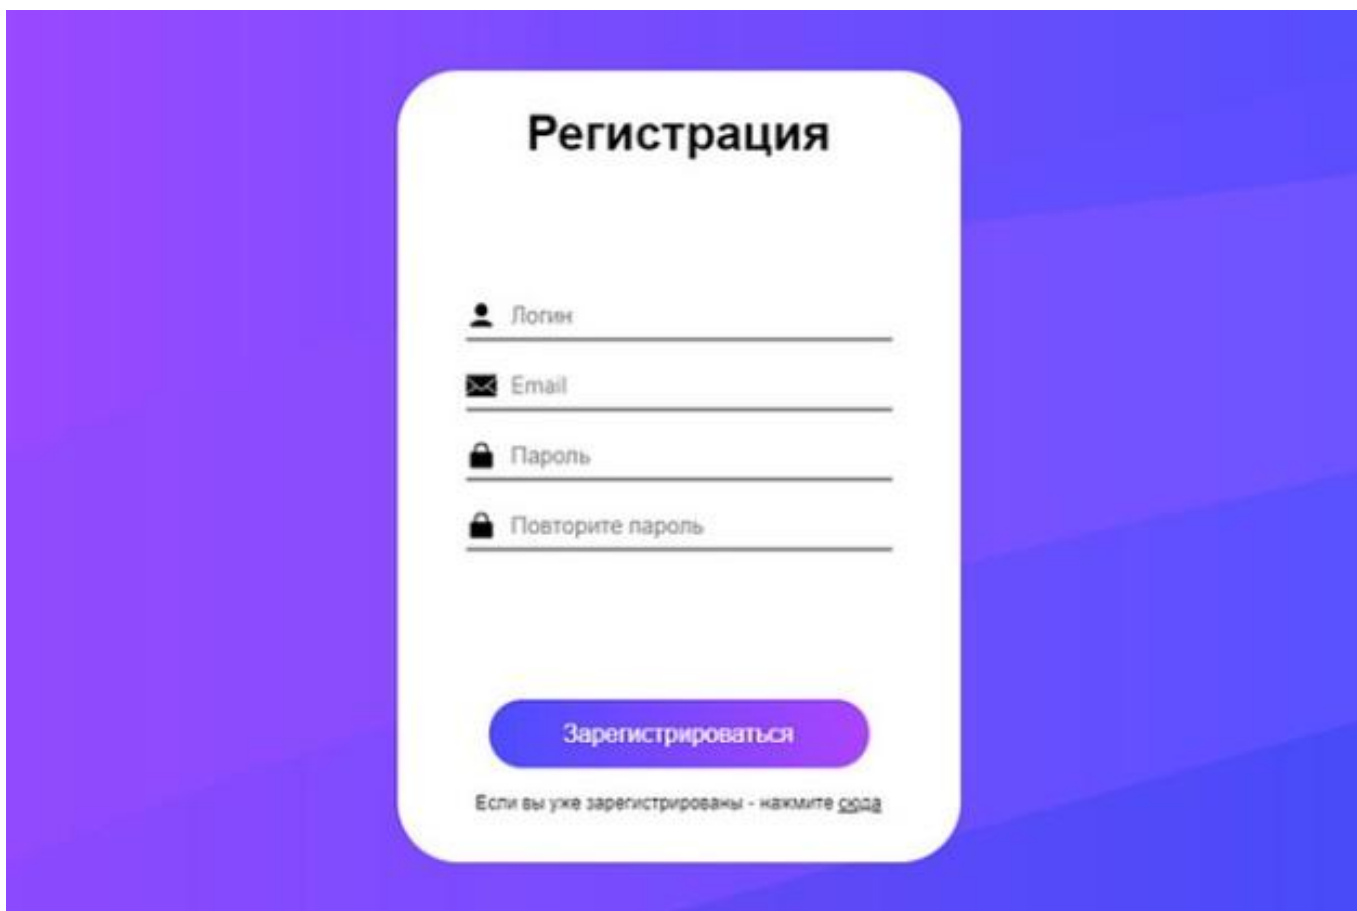 Регистрация
Логин
Email
Пароль
Повторите пароль
Зарегистрироваться
Если вы уже зарегистрированы - нажмите сюда